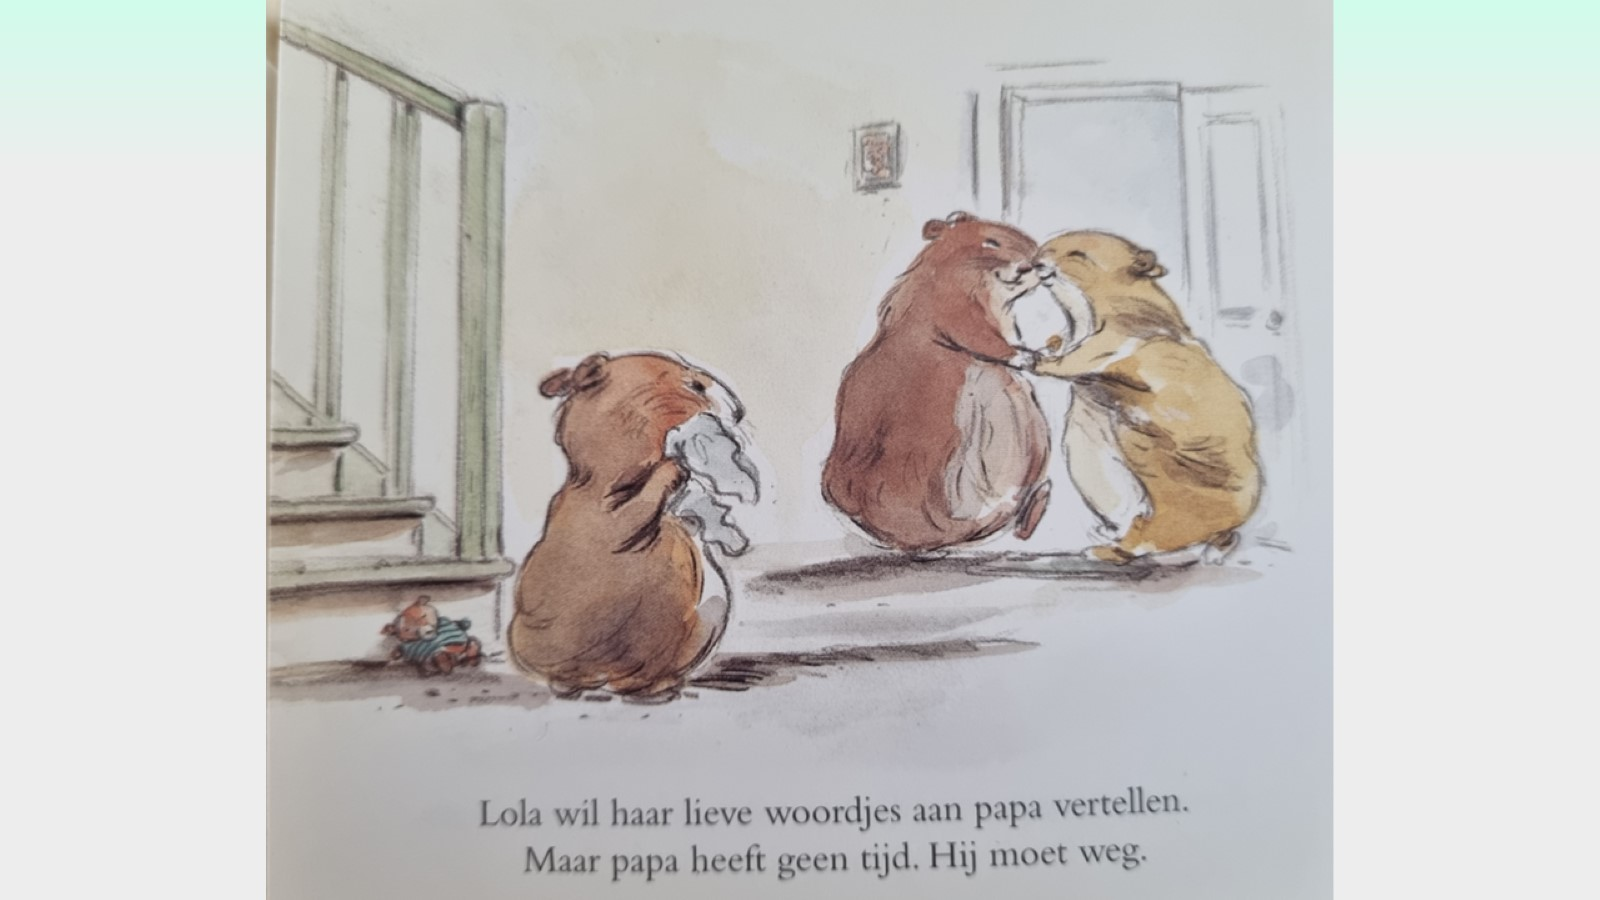 Lola wil haar lieve woordjes aan papa vertellen.
Maar papa heeft geen tijd. Hij moet weg.